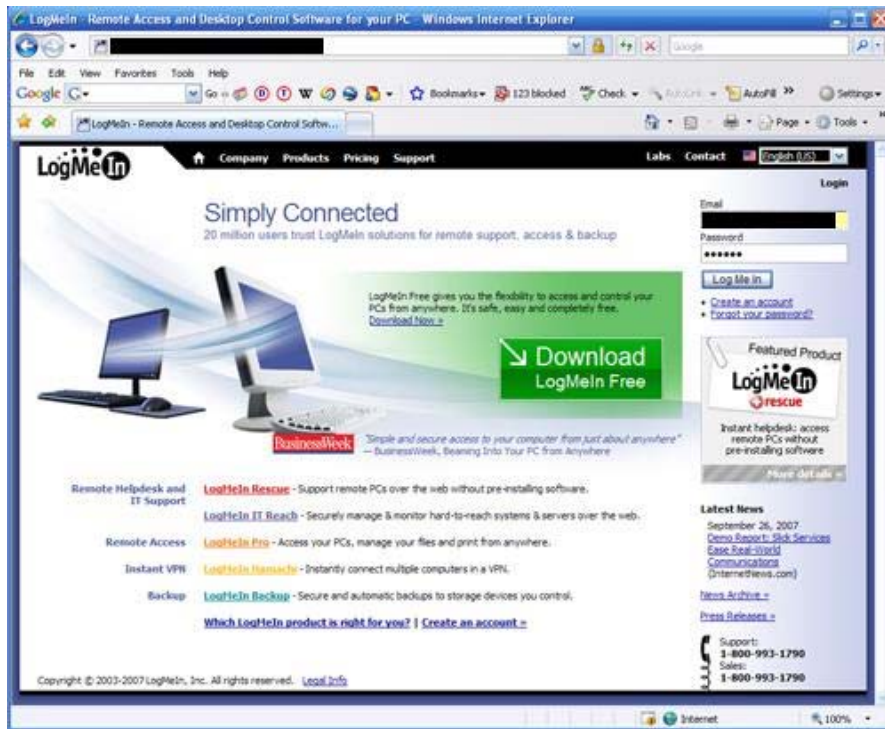 LogMeIn - Remote Access and Desktop Control Software for your PC - Windows Internet Explorer
Google
File Edit View Favorites Tools Help
Google G Go W Bookmarks 123 blocked Check AutoLink AutoFill Settings
LogMeIn - Remote Access and Desktop Control Softw... Page Tools
LogMeIn Company Products Pricing Support Labs Contact English (US)
Login
Simply Connected
20 million users trust LogMeIn solutions for remote support, access & backup
Email
Password
••••••
Log Me In
Create an account
Forgot your password?
LogMeIn Free gives you the flexibility to access and control your
PCs from anywhere. It's safe, easy and completely free.
Download Now »
Download
LogMeIn Free
Featured Product
LogMeIn
rescue
Instant helpdesk: access
remote PCs without
pre-installing software
More details »
BusinessWeek "Simple and secure access to your computer from just about anywhere"
— BusinessWeek, Beaming Into Your PC from Anywhere
Remote Helpdesk and
IT Support
LogMeIn Rescue - Support remote PCs over the web without pre-installing software.
LogMeIn IT Reach - Securely manage & monitor hard-to-reach systems & servers over the web.
Remote Access LogMeIn Pro - Access your PCs, manage your files and print from anywhere.
Instant VPN LogMeIn Hamachi - Instantly connect multiple computers in a VPN.
Backup LogMeIn Backup - Secure and automatic backups to storage devices you control.
Which LogMeIn product is right for you? | Create an account »
Latest News
September 26, 2007
Demo Report: Slick Services
Ease Real-World
Communications
(InternetNews.com)
News Archive »
Press Releases »
Support:
1-800-993-1790
Sales:
1-800-993-1790
Copyright © 2003-2007 LogMeIn, Inc. All rights reserved. Legal Info
Internet 100%